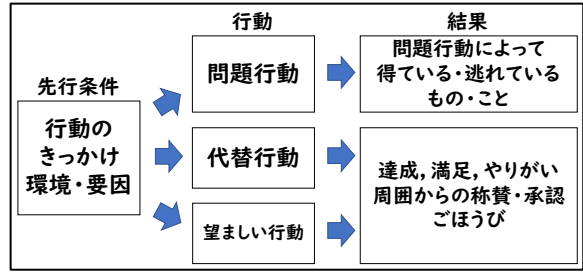 行動
結果
先行条件
行動の
きっかけ
環境・要因
問題行動
問題行動によって
得ている・逃れている
もの・こと
代替行動
望ましい行動
達成,満足,やりがい
周囲からの称賛・承認
ごほうび